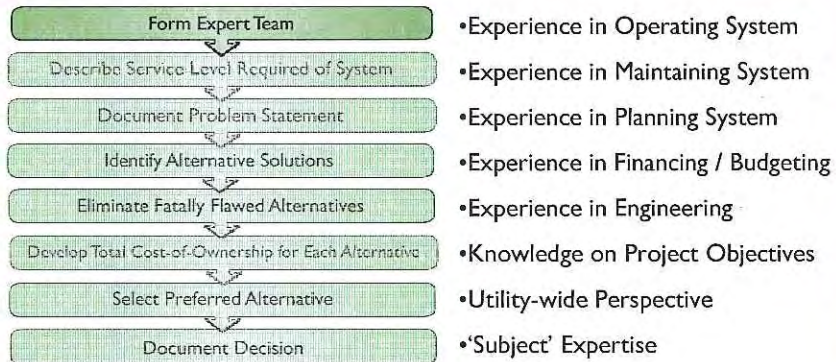 Form Expert Team
Describe Service Level Required of System
Document Problem Statement
Identify Alternative Solutions
Eliminate Fatally Flawed Alternatives
Develop Total Cost-of-Ownership for Each Alternative
Select Preferred Alternative
Document Decision
•Experience in Operating System
•Experience in Maintaining System
•Experience in Planning System
•Experience in Financing / Budgeting
•Experience in Engineering
•Knowledge on Project Objectives
•Utility-wide Perspective
•'Subject' Expertise